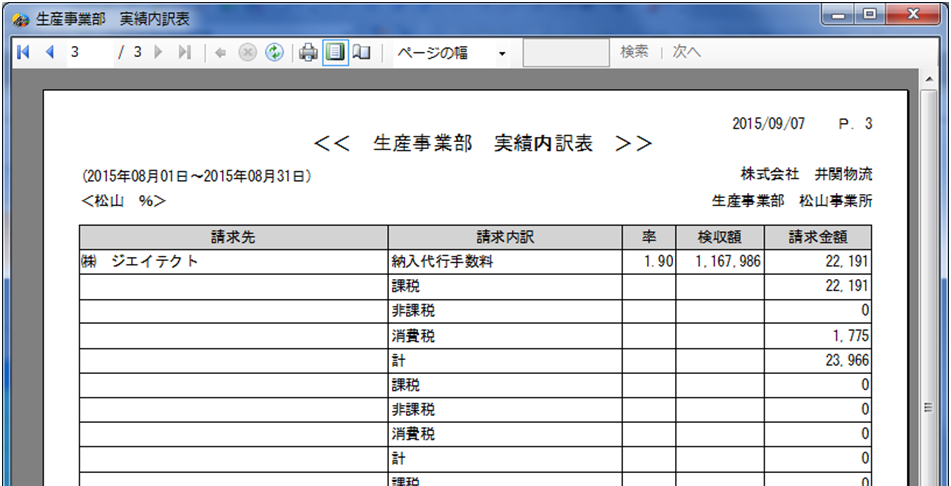 生産事業部　実績内訳表
3 / 3 ページの幅 検索 次へ
2015/09/07 P. 3
<< 生産事業部　実績内訳表 >>
(2015年08月01日～2015年08月31日) 株式会社　井関物流
<松山　%> 生産事業部　松山事業所
請求先 請求内訳 率 検収額 請求金額
㈱　ジエイテクト 納入代行手数料 1.90 1,167,986 22,191
課税 22,191
非課税 0
消費税 1,775
計 23,966
課税 0
非課税 0
消費税 0
計 0
課税 0